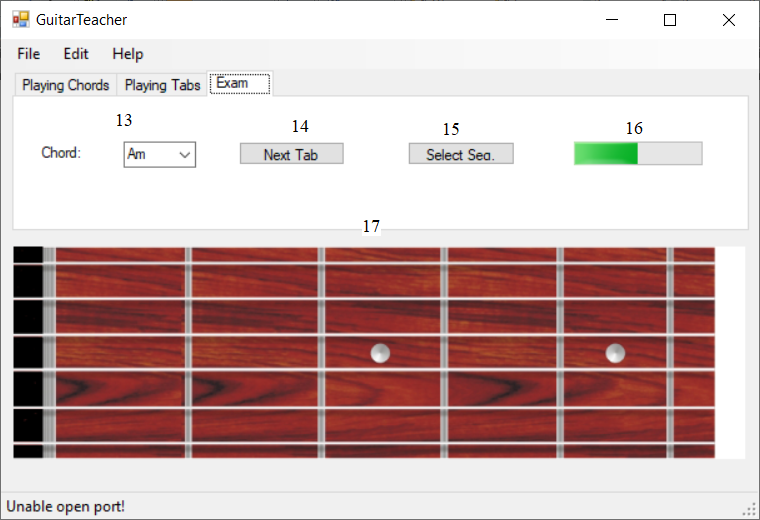 GuitarTeacher
File Edit Help
Playing Chords Playing Tabs Exam
13 14 15 16
Chord: Am Next Tab Select Seq.
17
Unable open port!